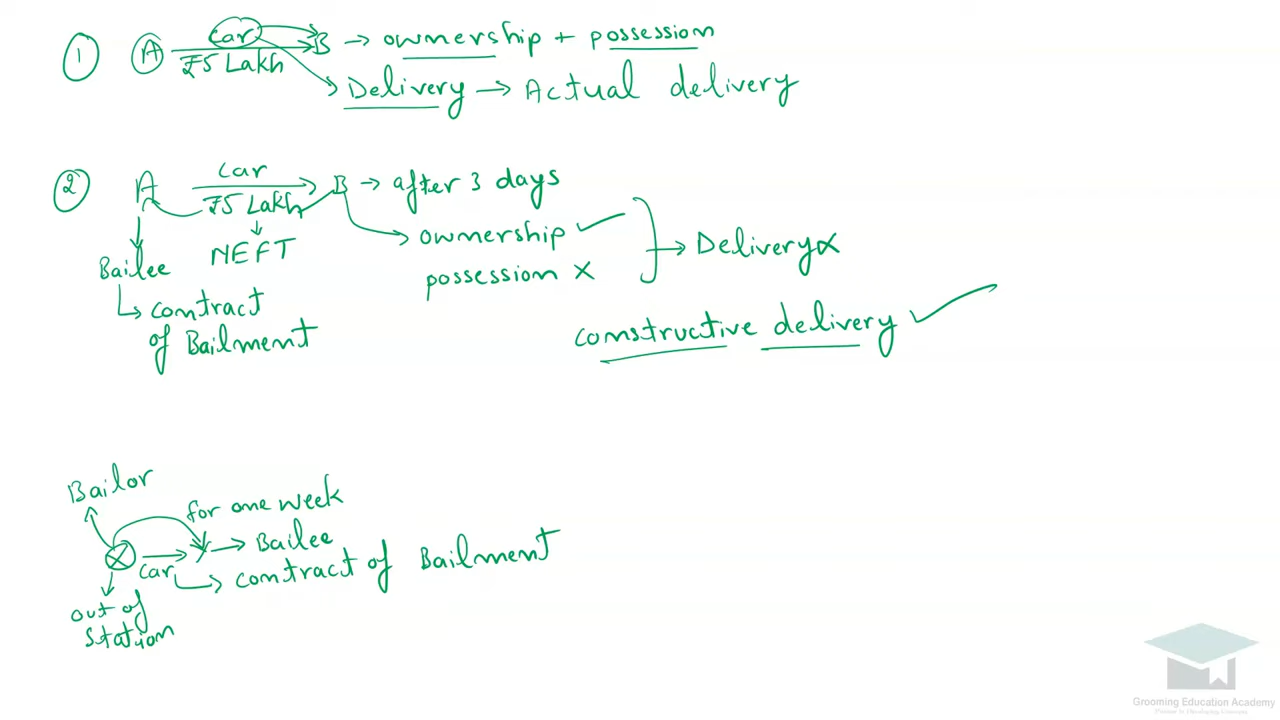 1 A car B → ownership + possession
₹5 Lakh
Delivery → Actual delivery
2 A car B → after 3 days
₹5 Lakh
ownership ✓
NEFT
Delivery ×
Bailee
possession ×
contract
of Bailment
constructive delivery ✓
Bailor
for one week
X car Y → Bailee
contract of Bailment
out of
station
Grooming Education Academy